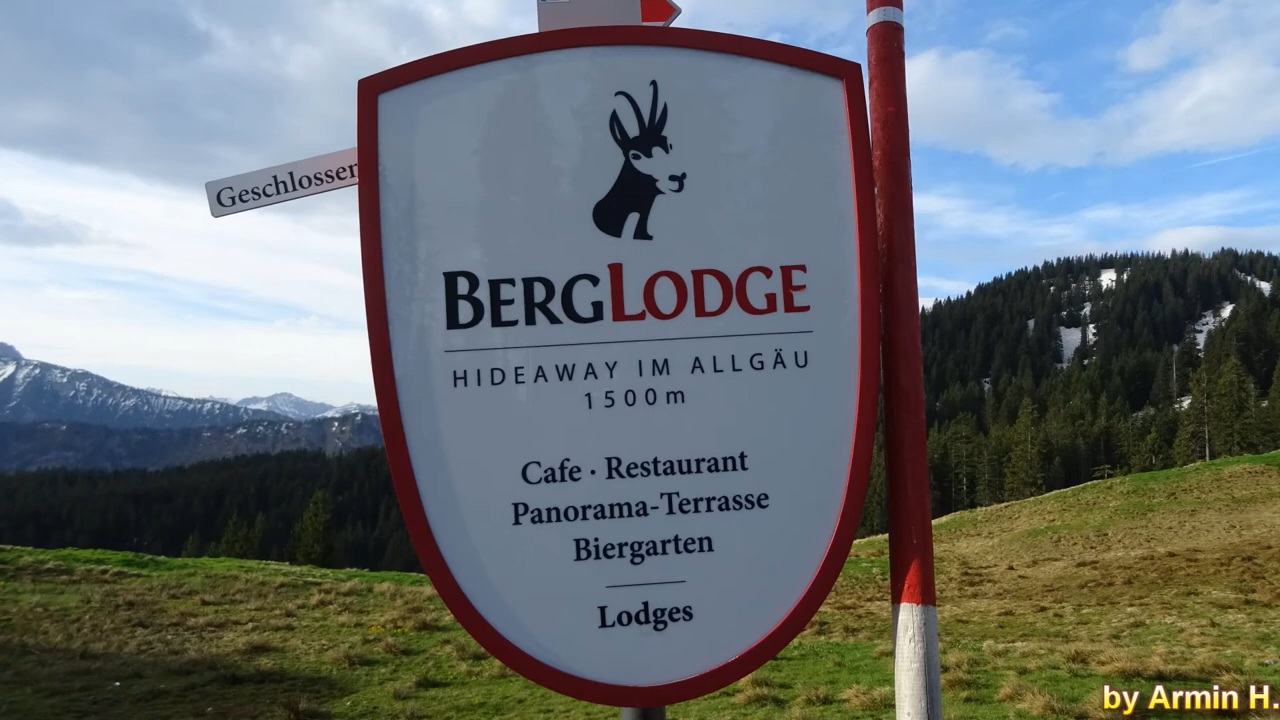 Geschlossen
BERGLODGE
HIDEAWAY IM ALLGÄU
1500m
Cafe · Restaurant
Panorama-Terrasse
Biergarten
Lodges
by Armin H.